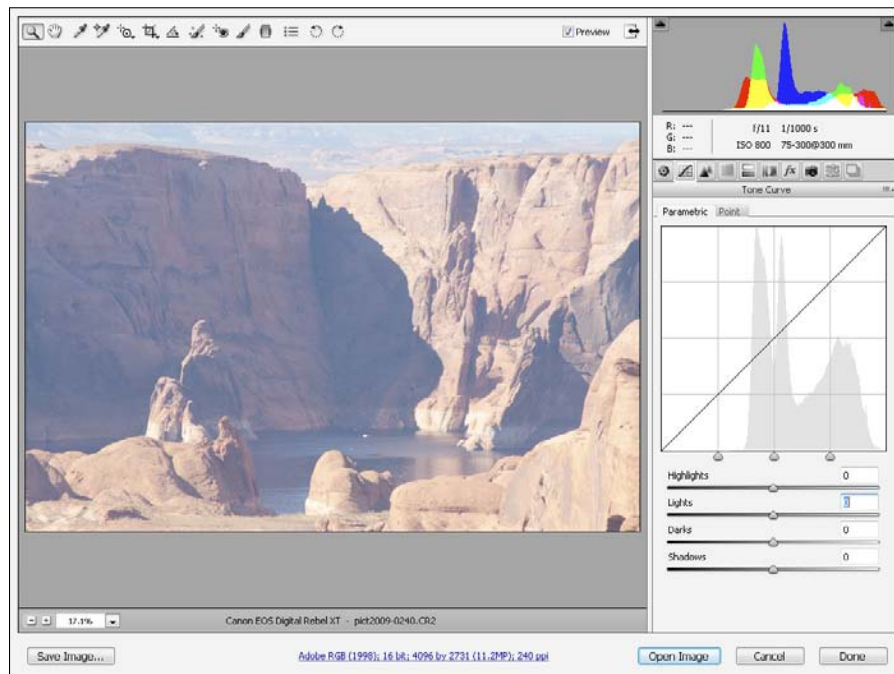 Preview
R: ---
G: ---
B: ---
f/11 1/1000 s
ISO 800 75-300@300 mm
fx
Tone Curve
Parametric Point
Highlights 0
Lights 0
Darks 0
Shadows 0
17.1% Canon EOS Digital Rebel XT - pict2009-0240.CR2
Save Image... Adobe RGB (1998); 16 bit; 4096 by 2731 (11.2MP); 240 ppi Open Image Cancel Done